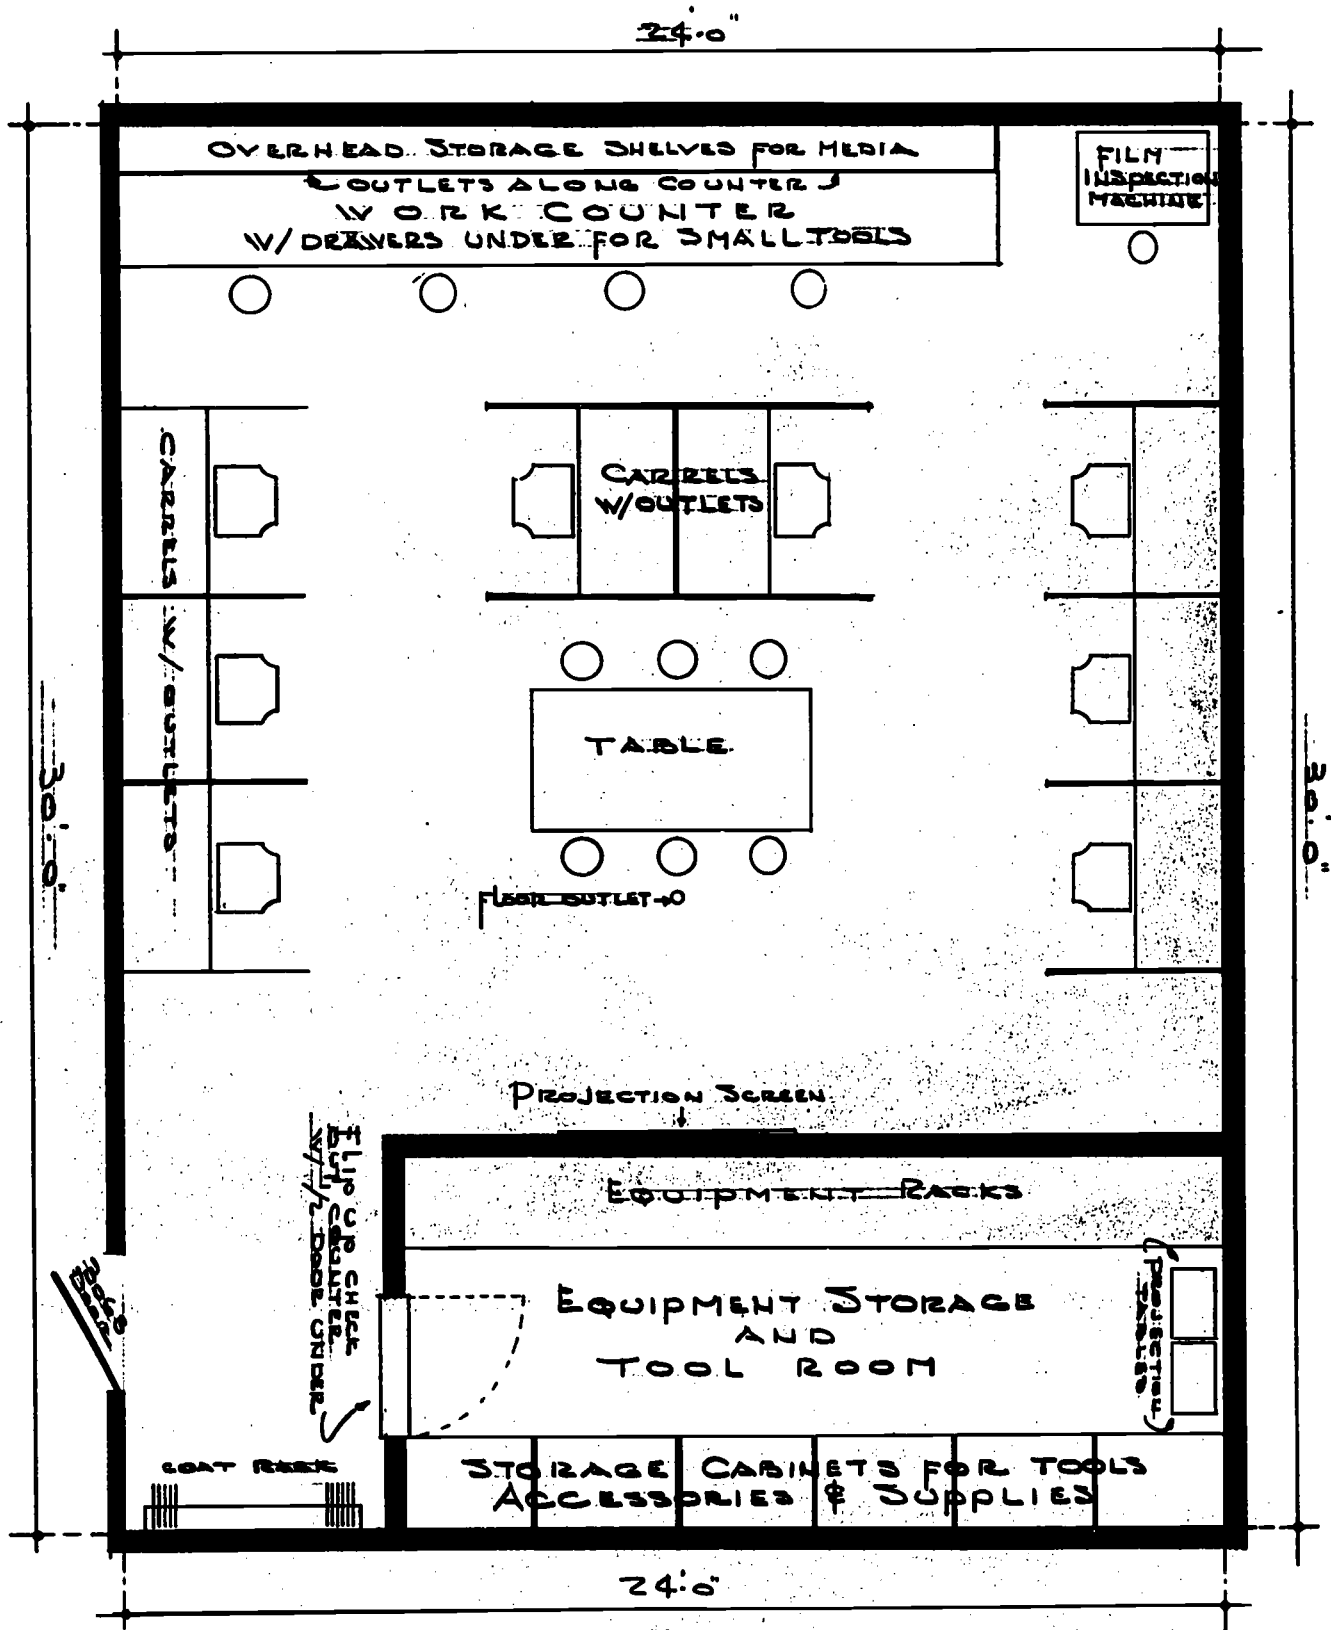 24'-0"
OVERHEAD STORAGE SHELVES FOR MEDIA
OUTLETS ALONG COUNTER
WORK COUNTER
W/DRAWERS UNDER FOR SMALL TOOLS
FILM
INSPECTION
MACHINE
CARRELS W/OUTLETS
CARRELS
W/OUTLETS
TABLE
FLOOR OUTLET
30'-0"
30'-0"
PROJECTION SCREEN
FLIP UP CHECK
OUT COUNTER
W/ 1/2 DOOR UNDER
EQUIPMENT RACKS
EQUIPMENT STORAGE
AND
TOOL ROOM
(PROJECTION
TABLES)
DOOR
COAT RACK
STORAGE CABINETS FOR TOOLS
ACCESSORIES & SUPPLIES
24'-0"